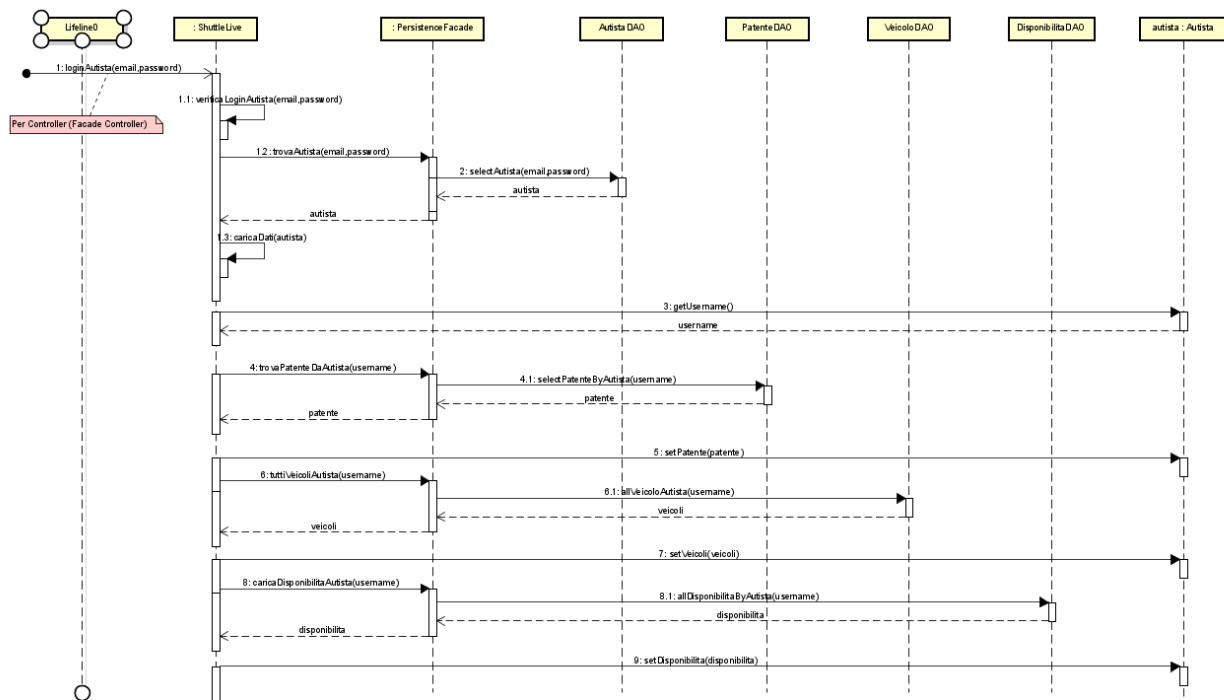 Lifeline0
: ShuttleLive
: PersistenceFacade
AutistaDAO
PatenteDAO
VeicoloDAO
DisponibilitaDAO
autista : Autista
1: loginAutista(email,password)
1.1: verificaLoginAutista(email,password)
Per Controller (Facade Controller)
1.2: trovaAutista(email,password)
2: selectAutista(email,password)
autista
autista
1.3: caricaDati(autista)
3: getUsername()
username
4: trovaPatenteDaAutista(username)
4.1: selectPatenteByAutista(username)
patente
patente
5: setPatente(patente)
6: tuttiVeicoliAutista(username)
6.1: allVeicoloAutista(username)
veicoli
veicoli
7: setVeicoli(veicoli)
8: caricaDisponibilitaAutista(username)
8.1: allDisponibilitaByAutista(username)
disponibilita
disponibilita
9: setDisponibilita(disponibilita)